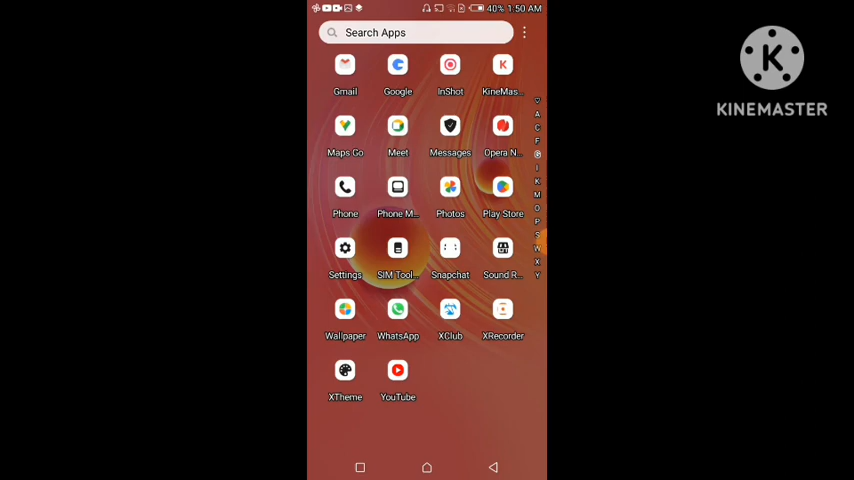 40% 1:50 AM
Search Apps
Gmail Google InShot KineMas...
Maps Go Meet Messages Opera N...
Phone Phone M... Photos Play Store
Settings SIM Tool... Snapchat Sound R...
Wallpaper WhatsApp XClub XRecorder
XTheme YouTube
A
C
F
G
I
K
M
O
P
S
W
X
Y
K
KINEMASTER